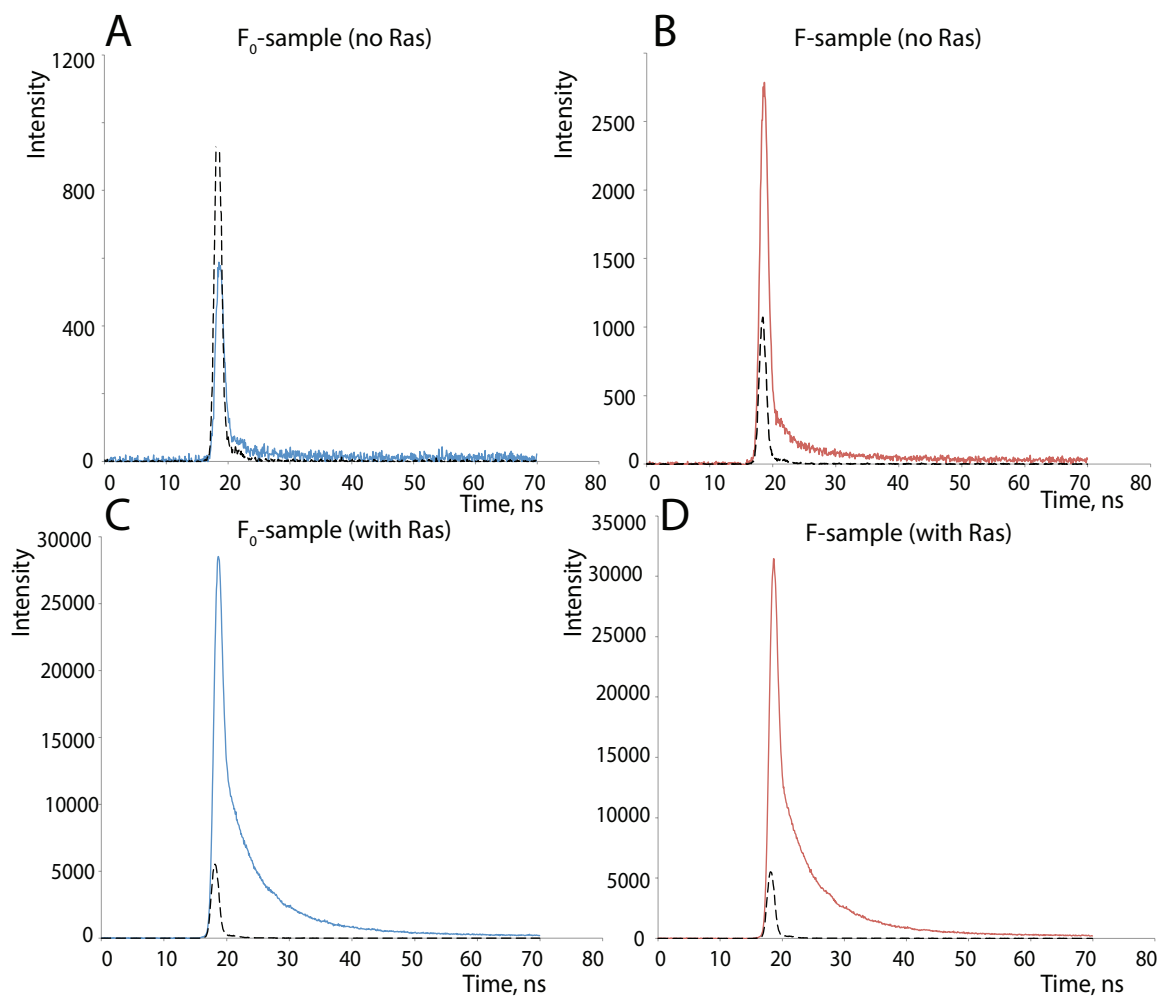 A
F0-sample (no Ras)
Intensity
1200
800
400
0
0 10 20 30 40 50 60 70 80
Time, ns
B
F-sample (no Ras)
Intensity
2500
2000
1500
1000
500
0
0 10 20 30 40 50 60 70 80
Time, ns
C
F0-sample (with Ras)
Intensity
30000
25000
20000
15000
10000
5000
0
0 10 20 30 40 50 60 70 80
Time, ns
D
F-sample (with Ras)
Intensity
35000
30000
25000
20000
15000
10000
5000
0
0 10 20 30 40 50 60 70 80
Time, ns